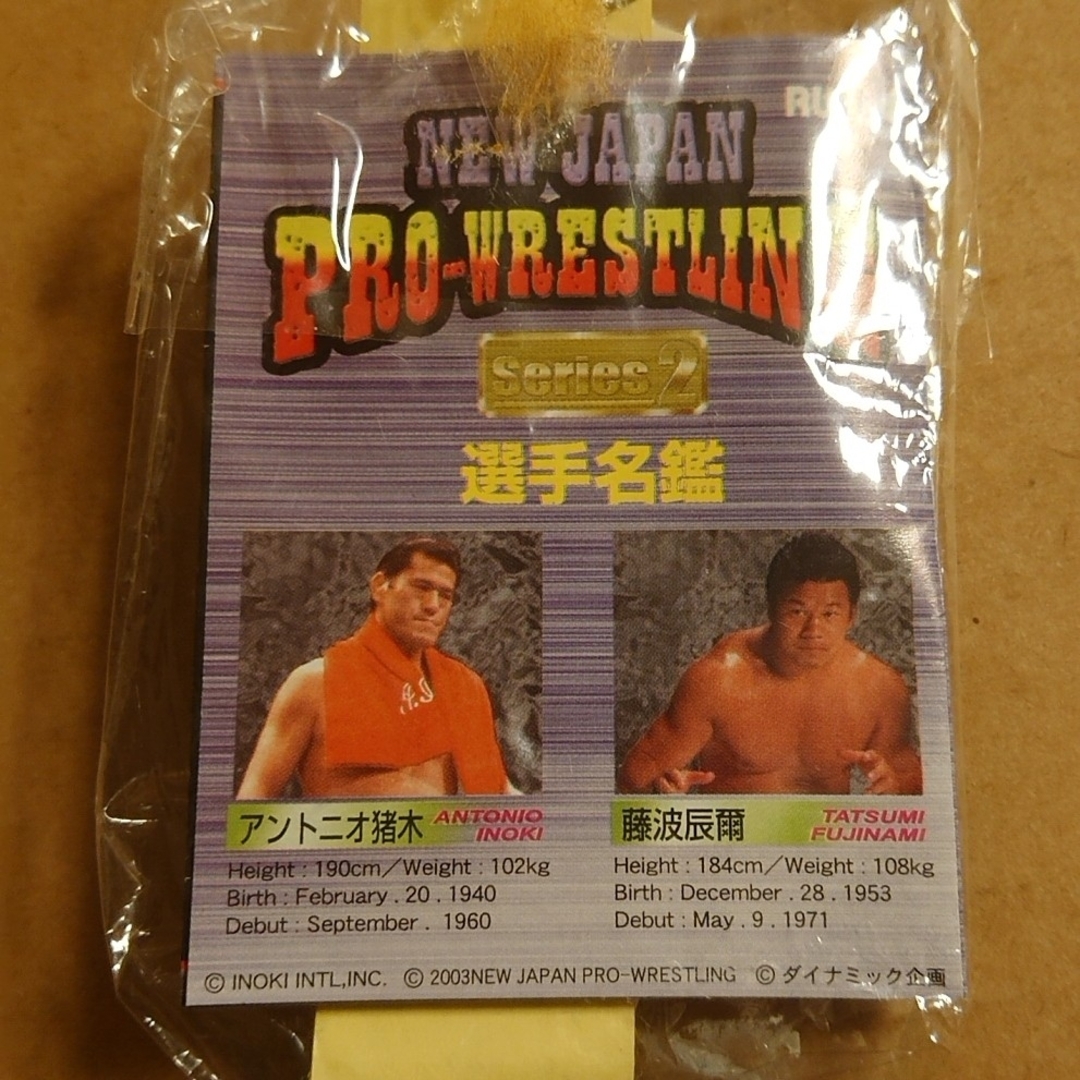 NEW JAPAN
PRO-WRESTLING
Series 2
選手名鑑
A.I
アントニオ猪木 ANTONIO INOKI
Height : 190cm／Weight : 102kg
Birth : February . 20 . 1940
Debut : September . 1960
藤波辰爾 TATSUMI FUJINAMI
Height : 184cm／Weight : 108kg
Birth : December . 28 . 1953
Debut : May . 9 . 1971
© INOKI INTL,INC. © 2003NEW JAPAN PRO-WRESTLING © ダイナミック企画